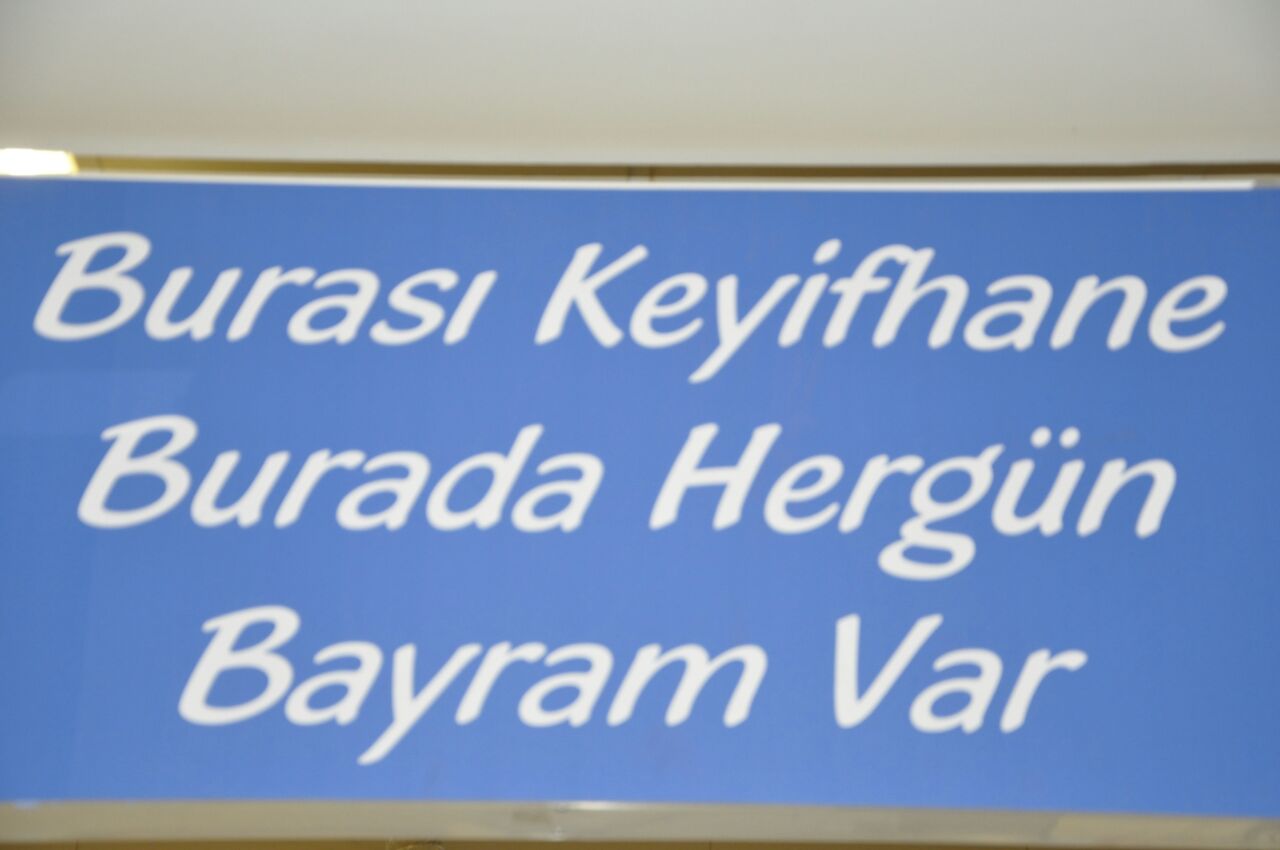 Burası Keyifhane
Burada Hergün
Bayram Var